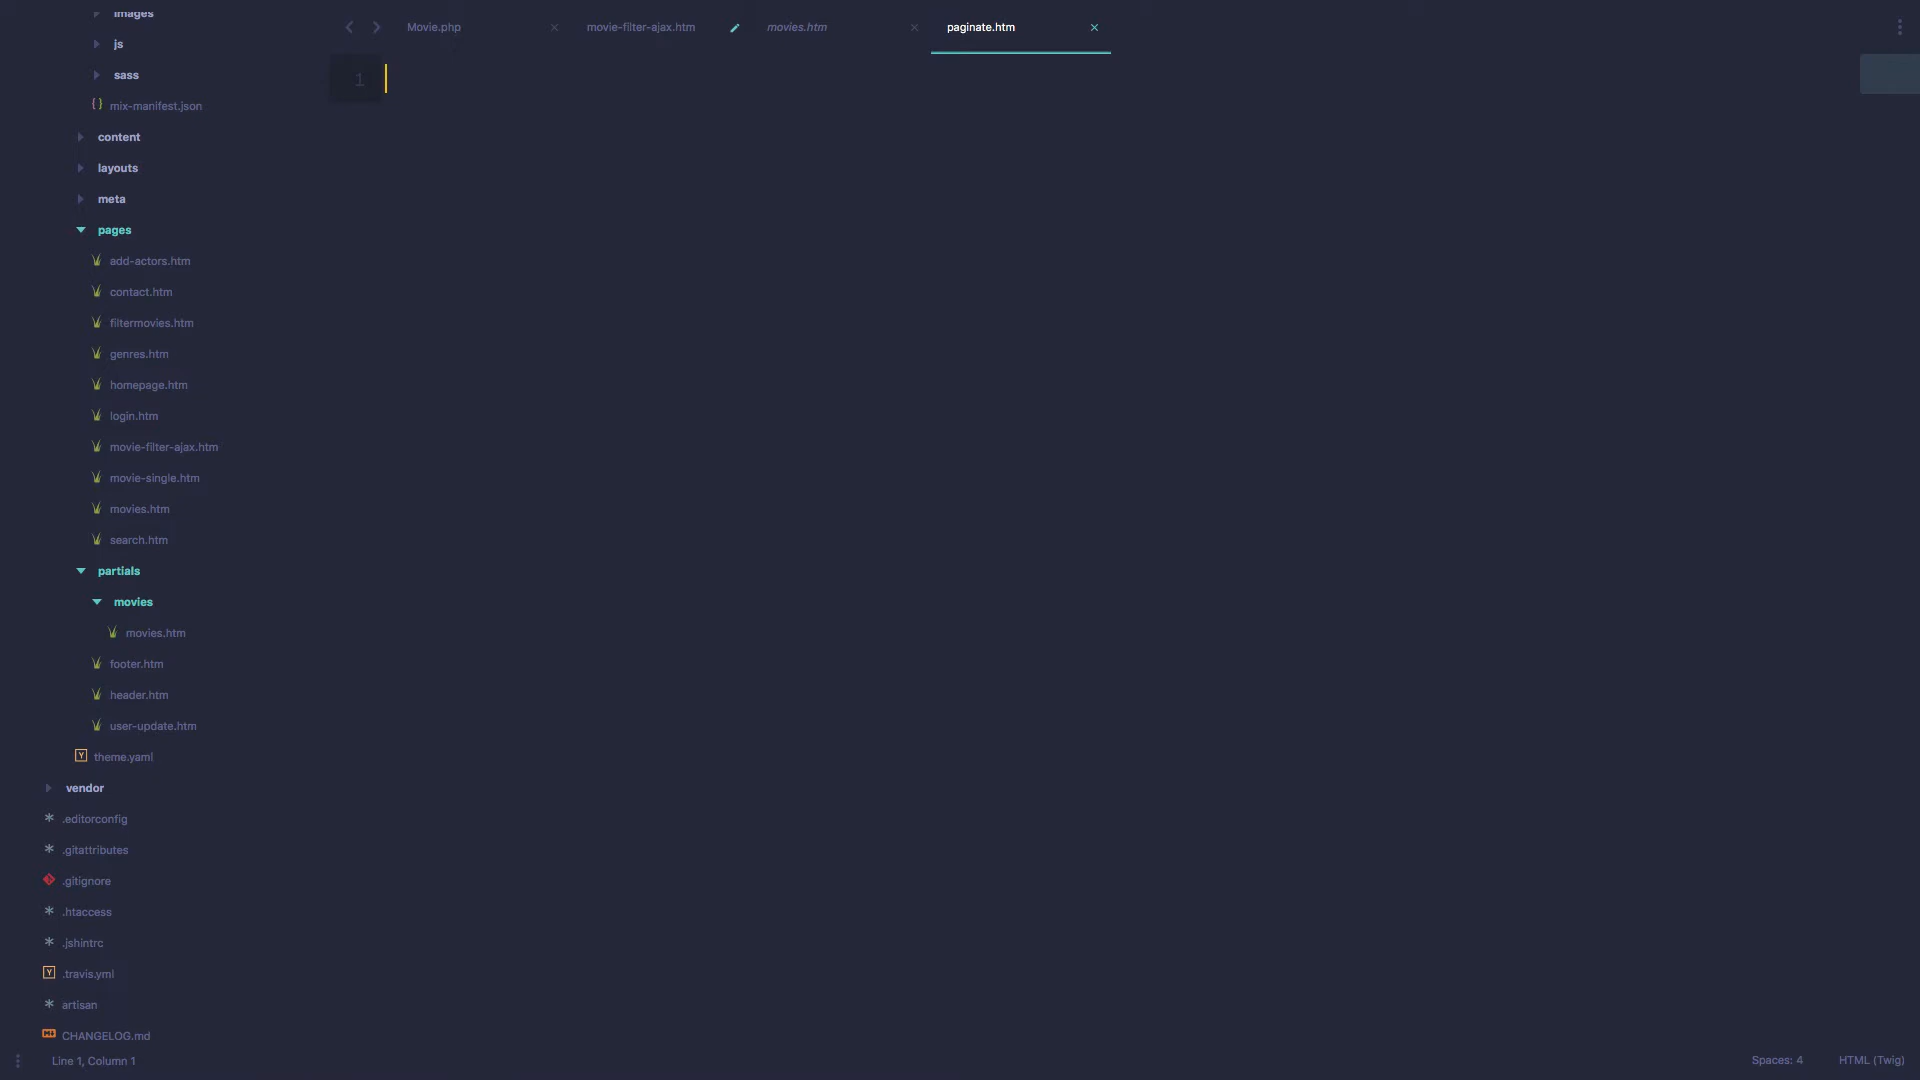 images
js
sass
mix-manifest.json
content
layouts
meta
pages
add-actors.htm
contact.htm
filtermovies.htm
genres.htm
homepage.htm
login.htm
movie-filter-ajax.htm
movie-single.htm
movies.htm
search.htm
partials
movies
movies.htm
footer.htm
header.htm
user-update.htm
theme.yaml
vendor
.editorconfig
.gitattributes
.gitignore
.htaccess
.jshintrc
.travis.yml
artisan
CHANGELOG.md
Movie.php
movie-filter-ajax.htm
movies.htm
paginate.htm
1
Line 1, Column 1
Spaces: 4
HTML (Twig)